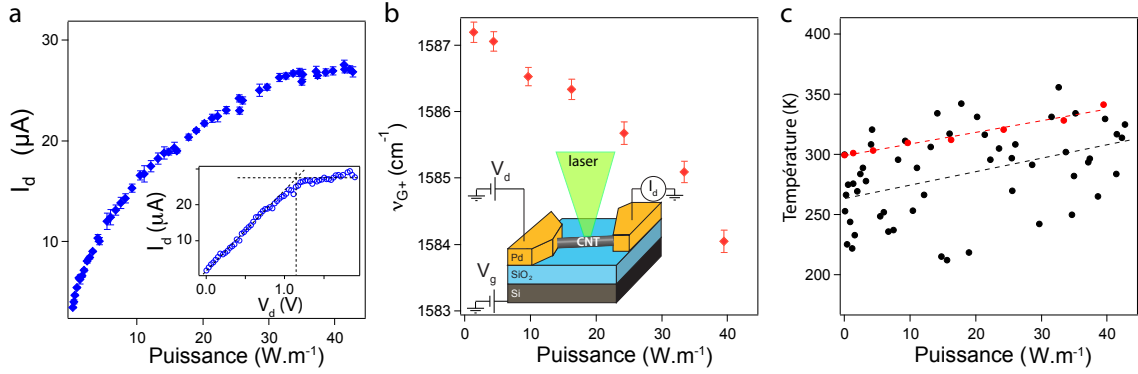 a
I_d (μA)
30
20
10
10
20
30
40
Puissance (W.m⁻¹)
I_d (μA)
30
20
10
0.0
1.0
V_d (V)
b
ν_G+ (cm⁻¹)
1587
1586
1585
1584
1583
0
10
20
30
40
Puissance (W.m⁻¹)
laser
V_d
I_d
CNT
Pd
SiO₂
Si
V_g
c
Température (K)
400
350
300
250
200
0
10
20
30
40
Puissance (W.m⁻¹)